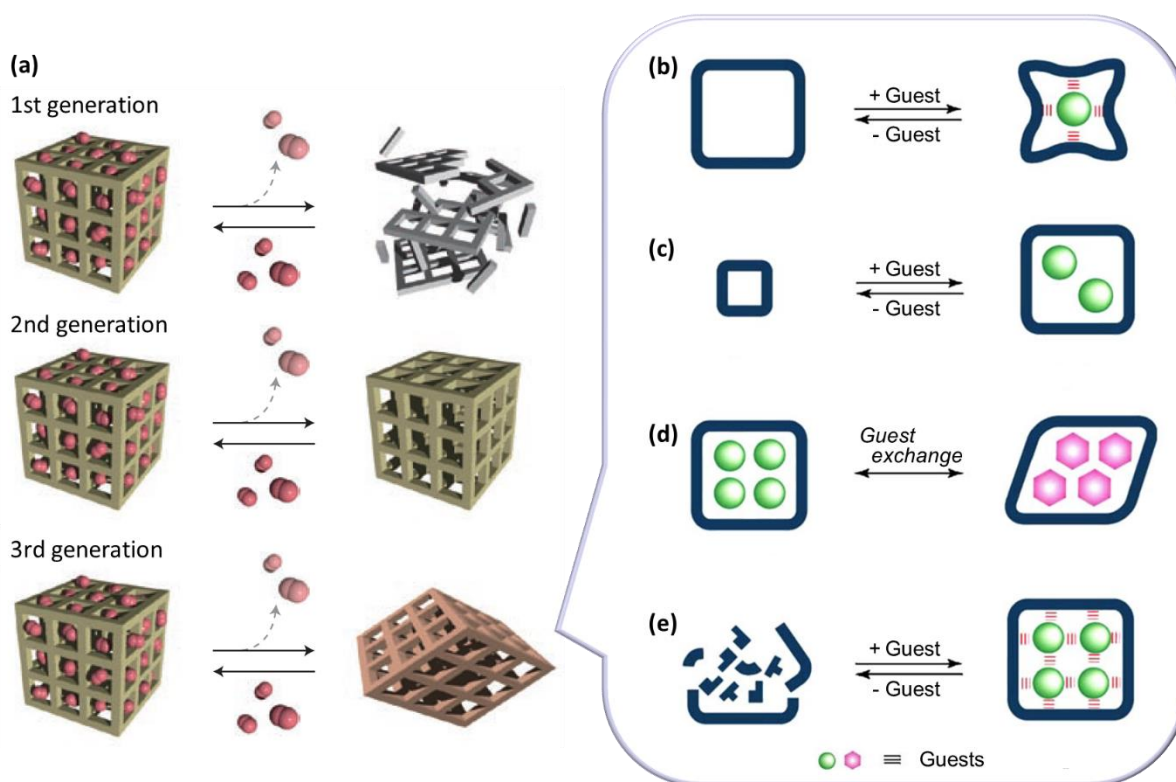 (a)
1st generation
2nd generation
3rd generation
(b)
+ Guest
- Guest
(c)
+ Guest
- Guest
(d)
Guest
exchange
(e)
+ Guest
- Guest
Guests